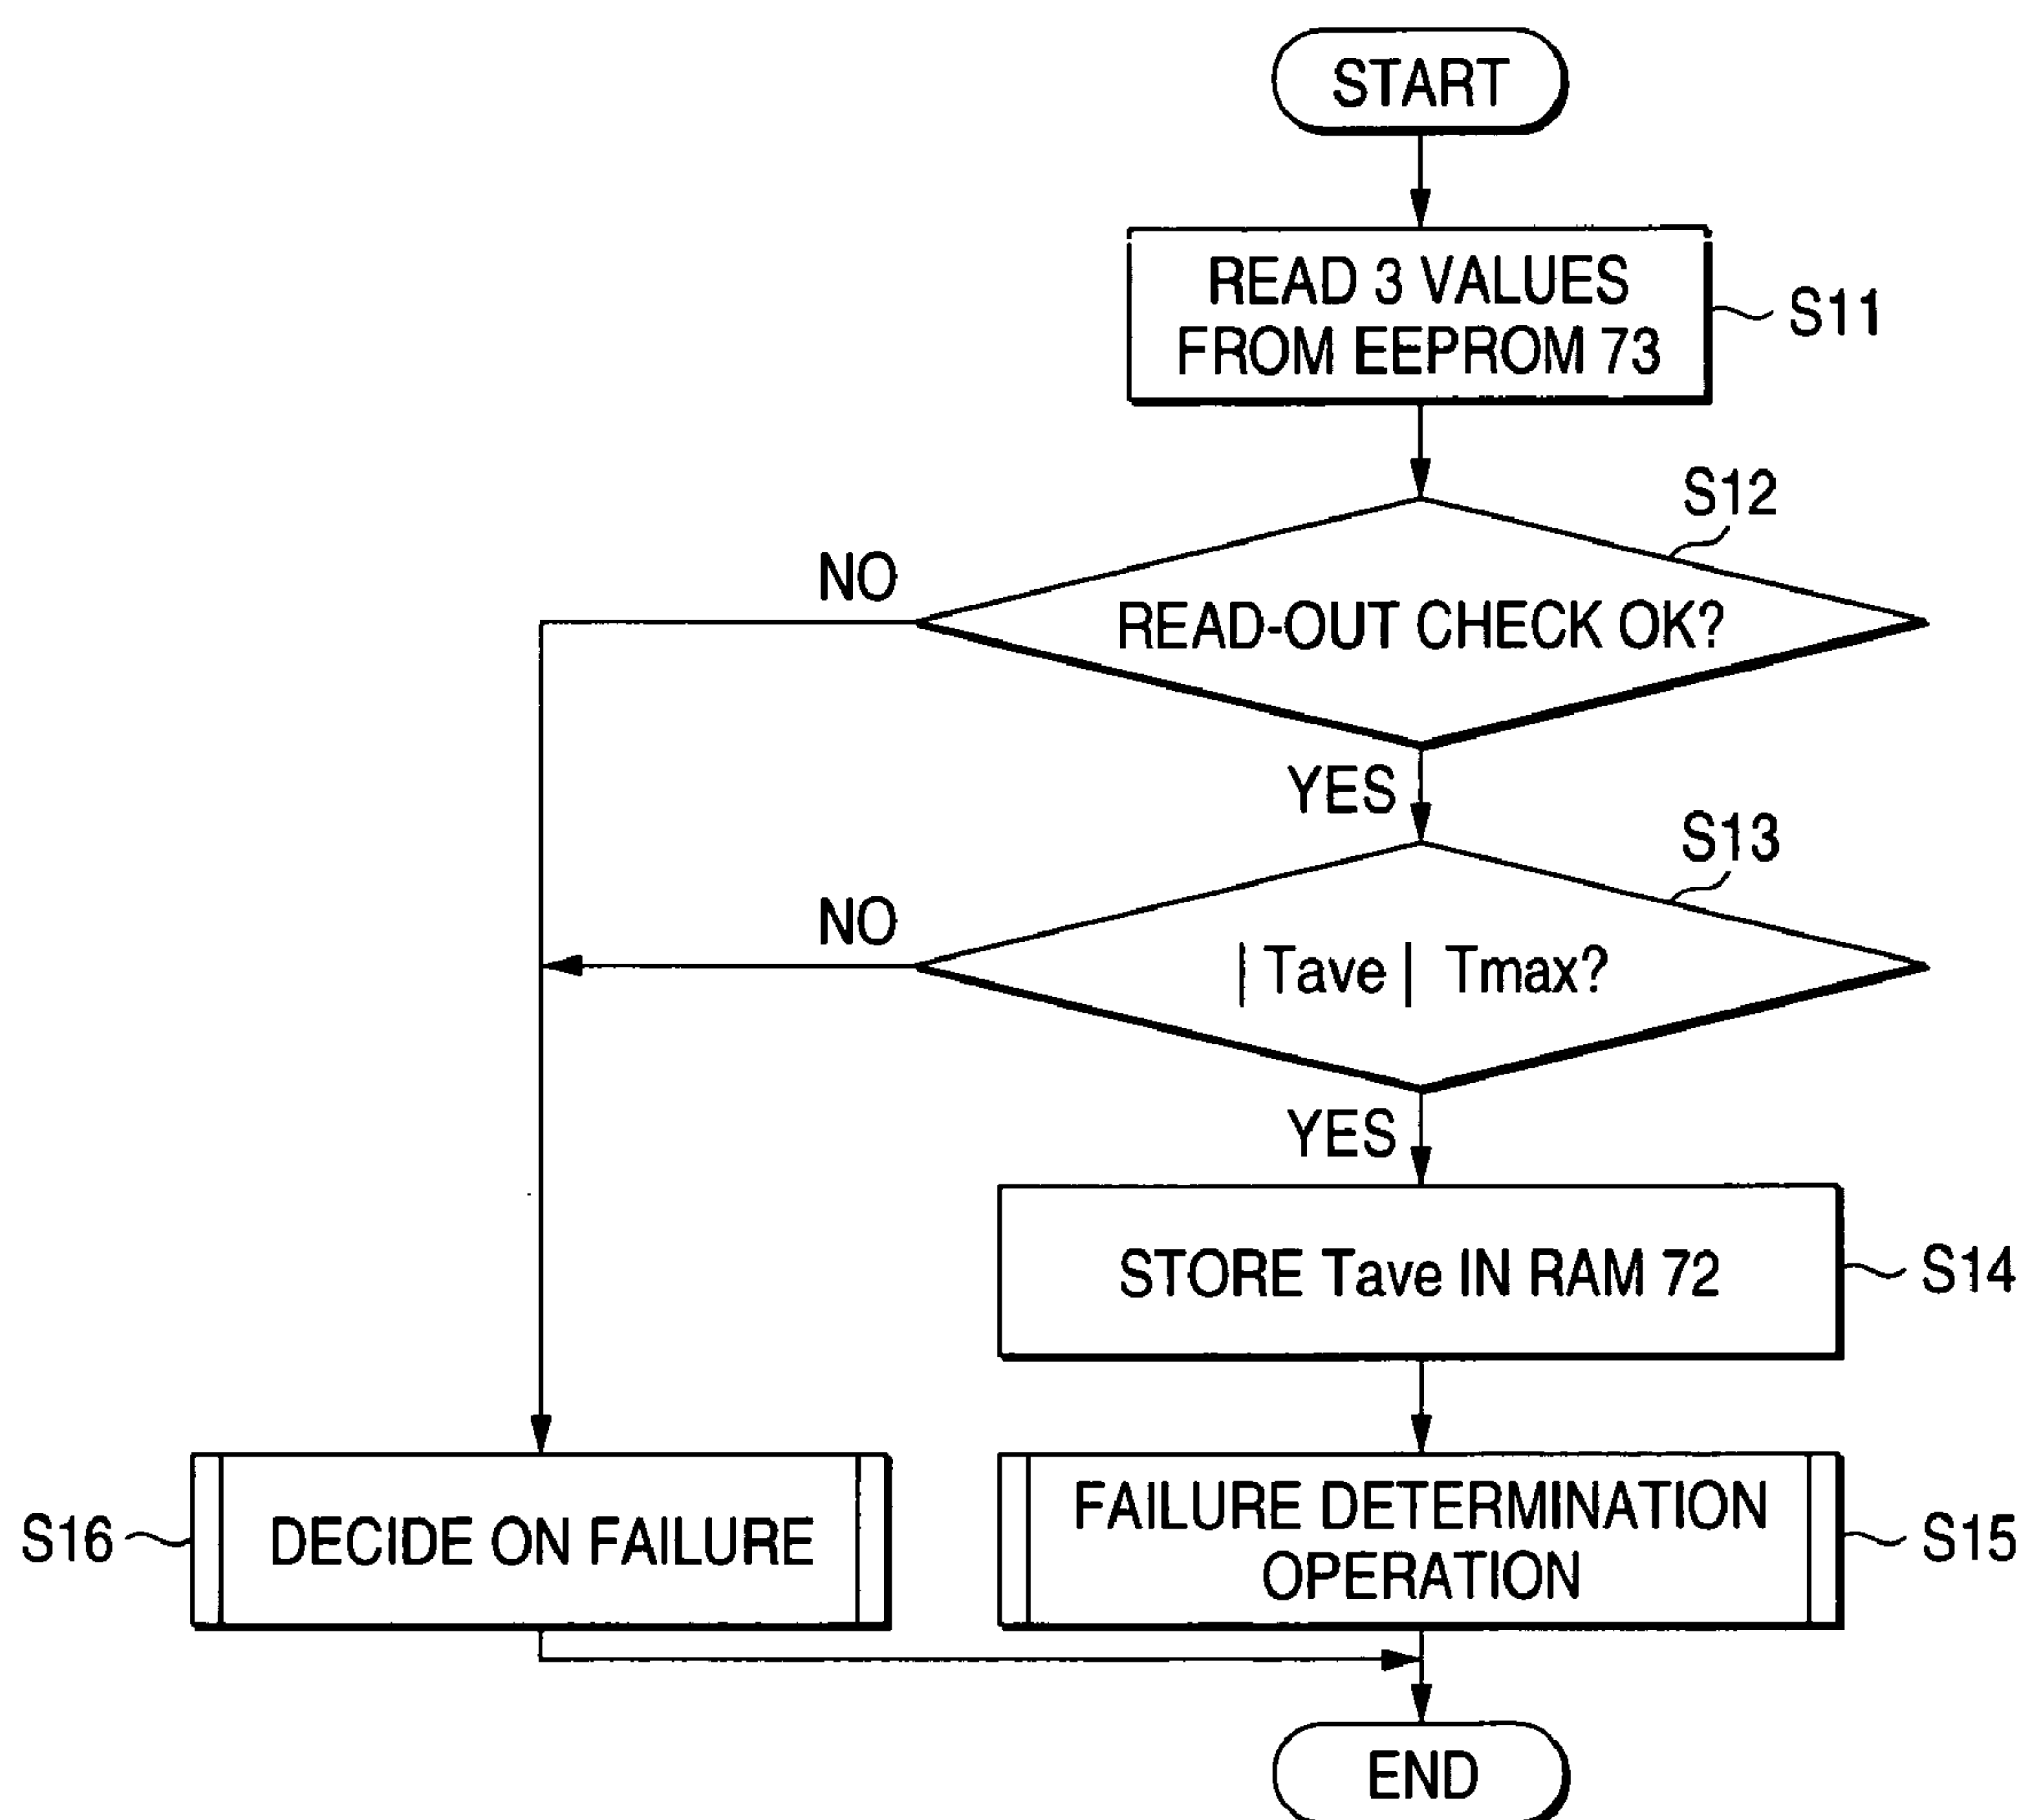 START
READ 3 VALUES
FROM EEPROM 73
S11
S12
NO
READ-OUT CHECK OK?
YES
S13
NO
| Tave | Tmax?
YES
STORE Tave IN RAM 72
S14
S16
DECIDE ON FAILURE
FAILURE DETERMINATION
OPERATION
S15
END